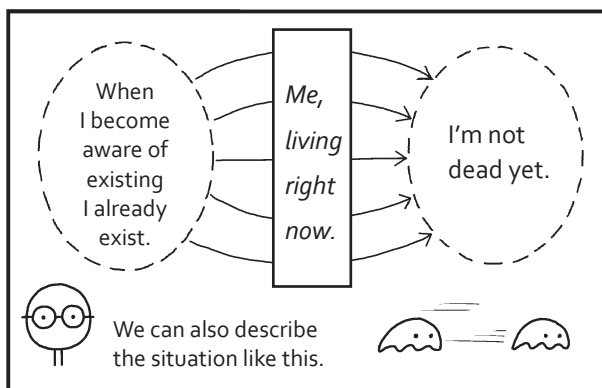 When
I become
aware of
existing
I already
exist.
Me,
living
right
now.
I'm not
dead yet.
We can also describe
the situation like this.